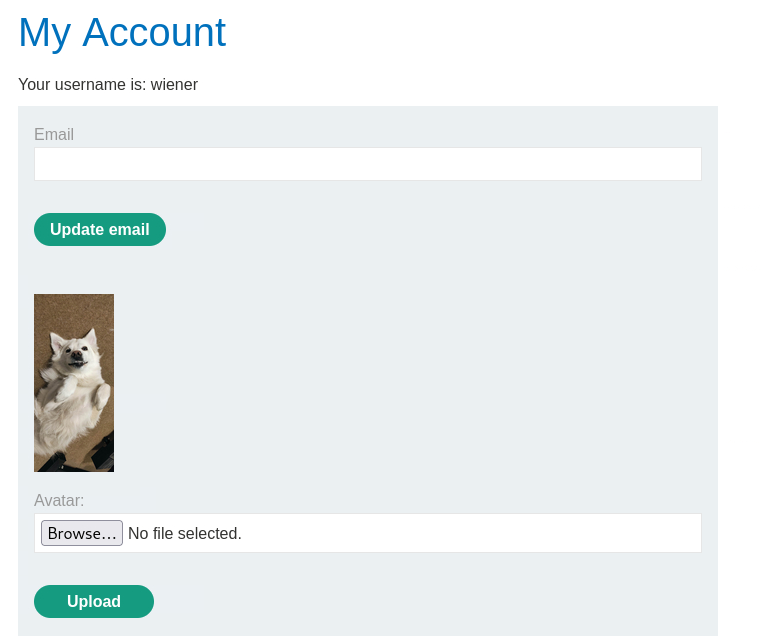 My Account
Your username is: wiener
Email
Update email
Avatar:
Browse... No file selected.
Upload